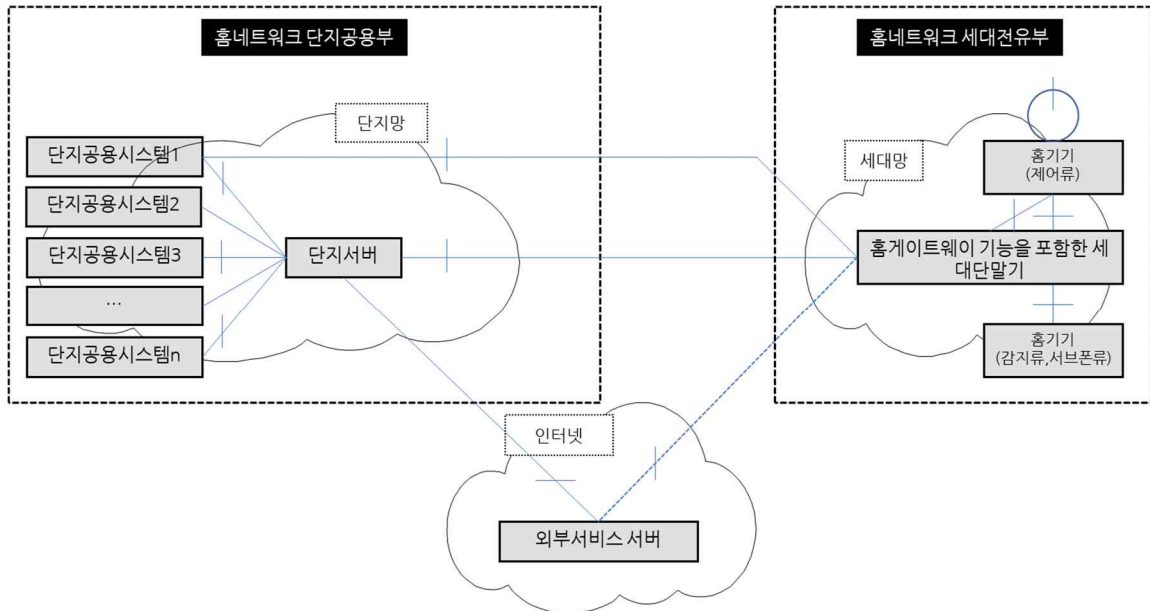 홈네트워크 단지공용부
홈네트워크 세대전유부
단지망
단지공용시스템1
단지공용시스템2
단지공용시스템3
...
단지공용시스템n
단지서버
세대망
홈기기
(제어류)
홈게이트웨이 기능을 포함한 세
대단말기
홈기기
(감지류,서브폰류)
인터넷
외부서비스 서버